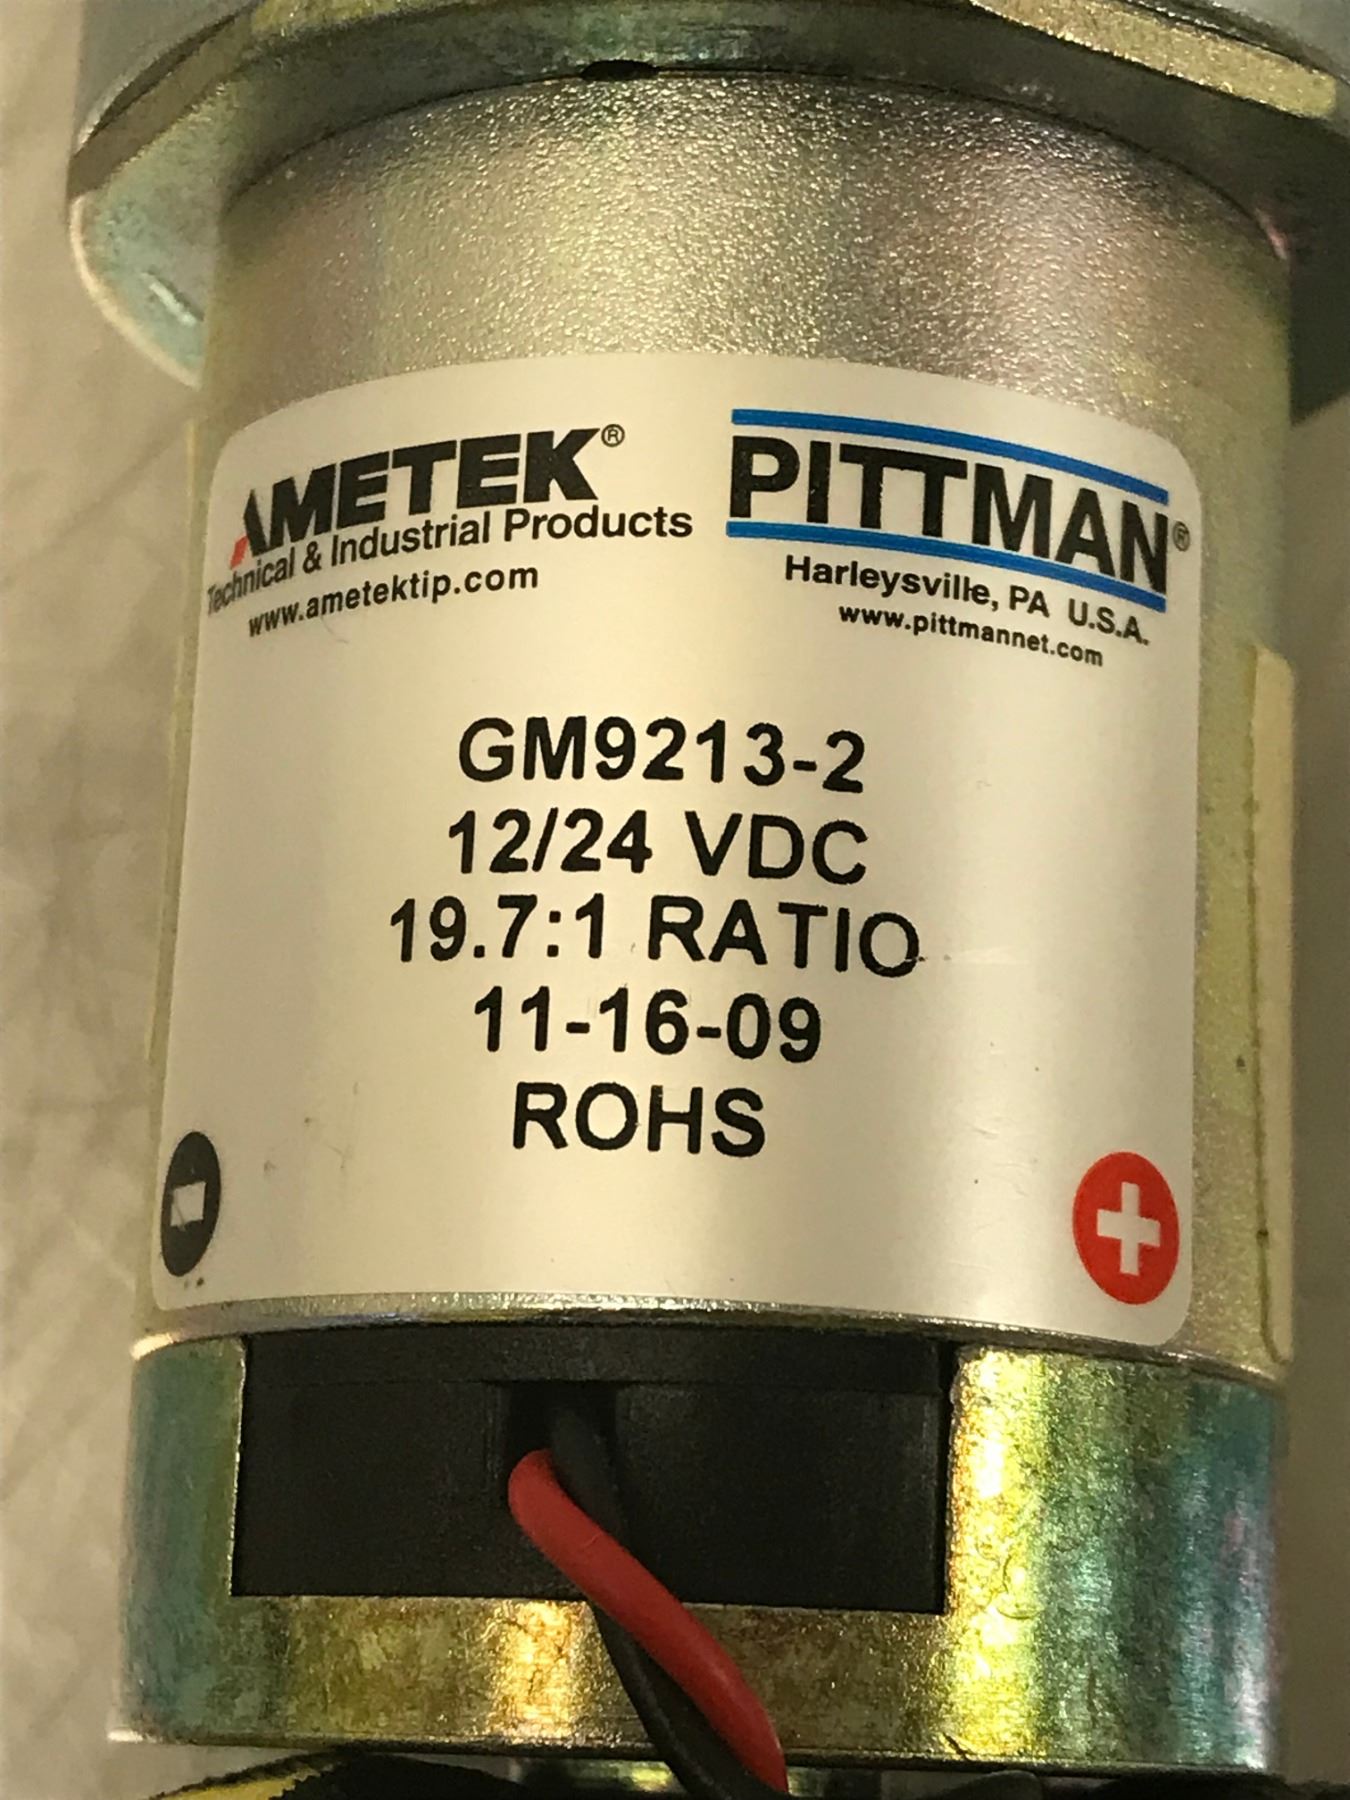 AMETEK®
Technical & Industrial Products
www.ametektip.com
PITTMAN®
Harleysville, PA U.S.A.
www.pittmannet.com
GM9213-2
12/24 VDC
19.7:1 RATIO
11-16-09
ROHS